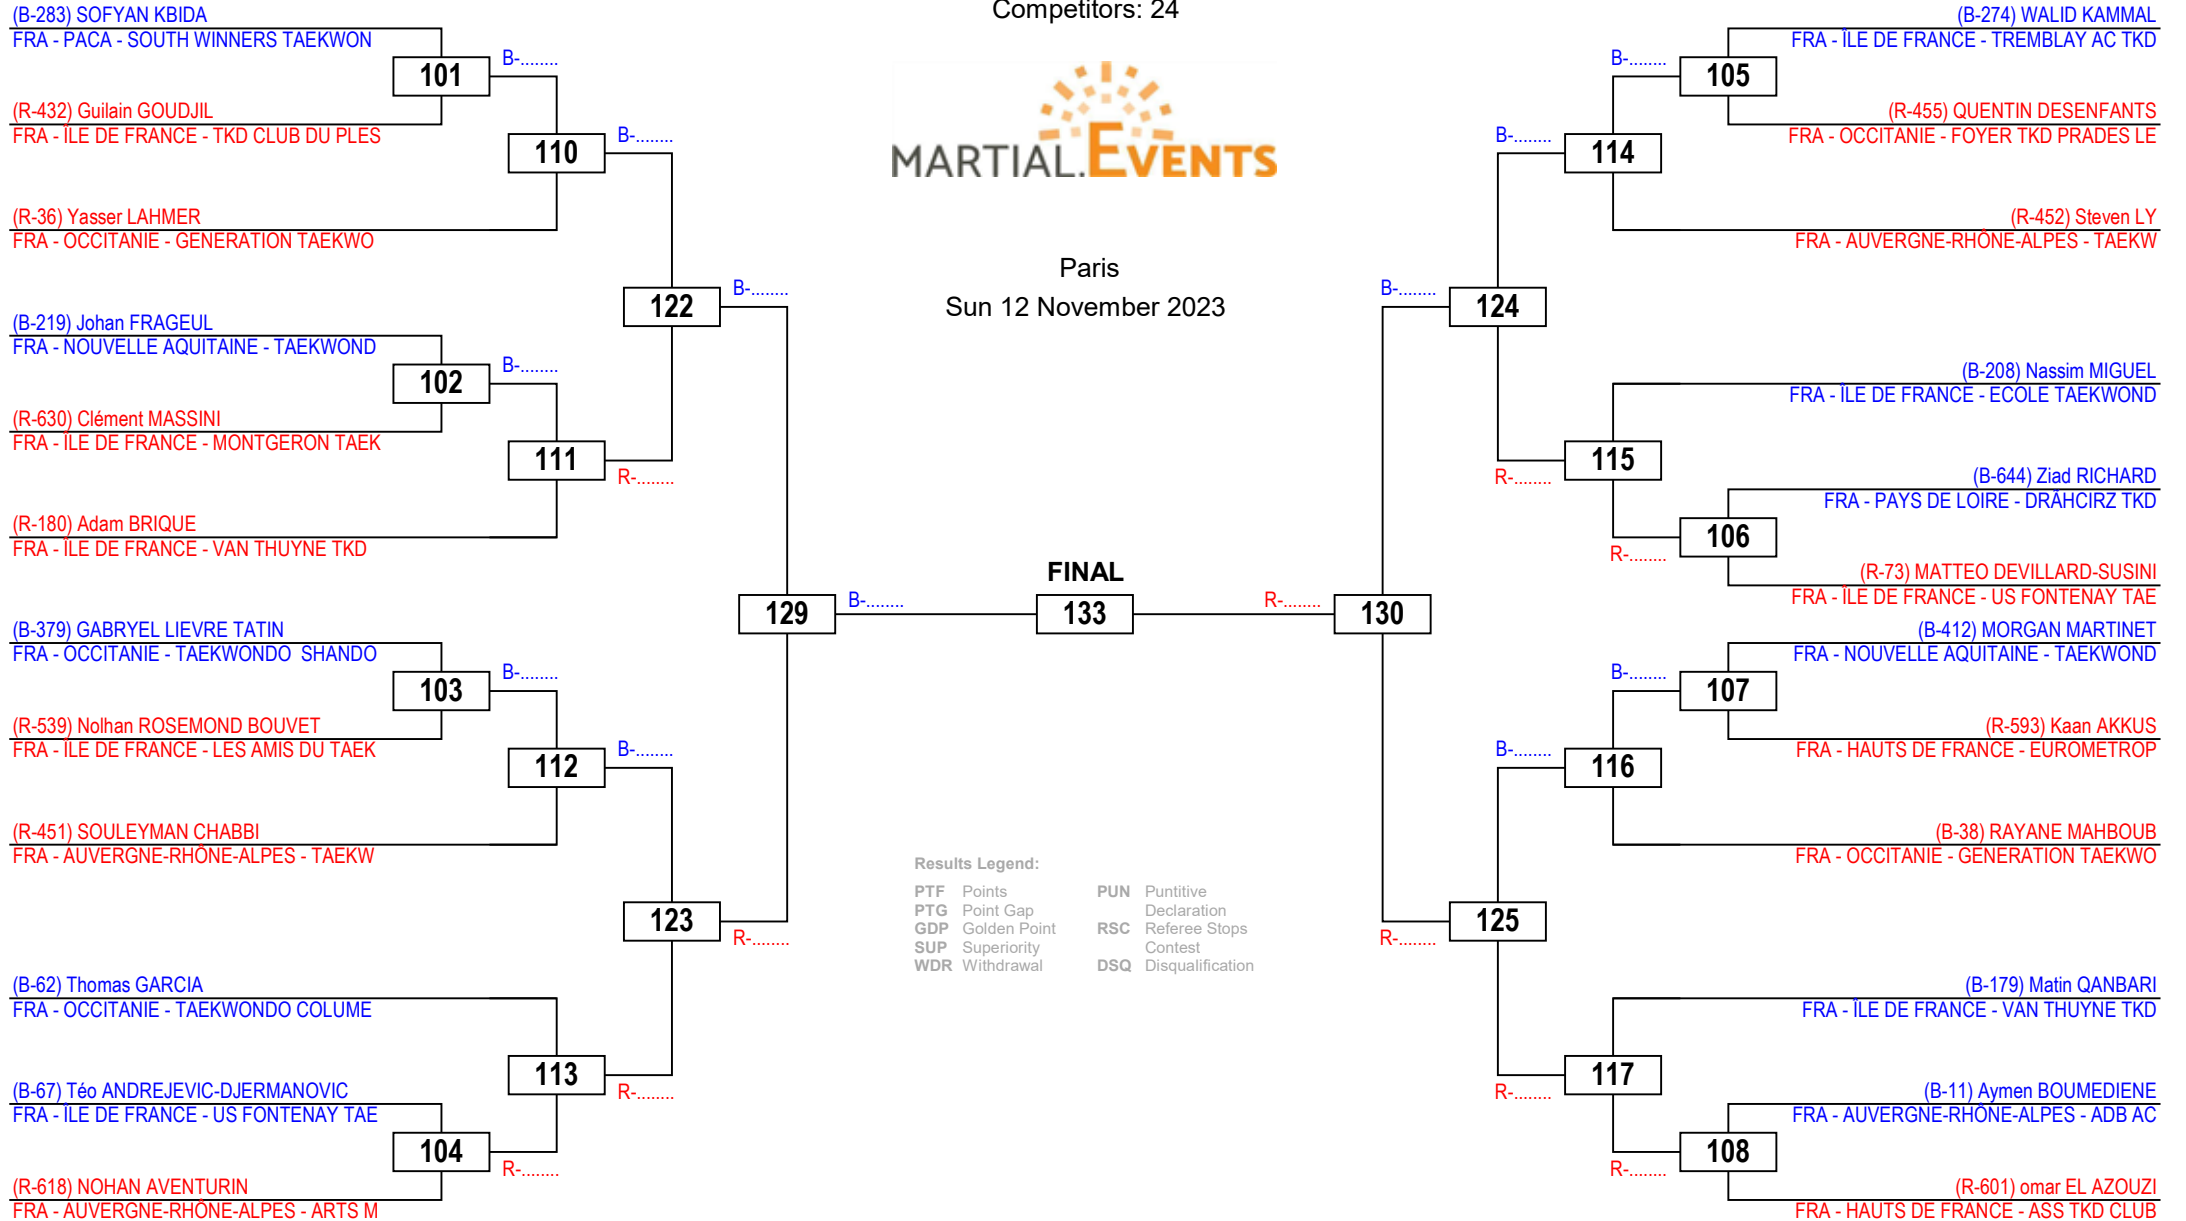 Competitors: 24
MARTIAL.EVENTS
Paris
Sun 12 November 2023
(B-283) SOFYAN KBIDA
FRA - PACA - SOUTH WINNERS TAEKWON
101
B-........
(R-432) Guilain GOUDJIL
FRA - ÎLE DE FRANCE - TKD CLUB DU PLES
110
B-........
(R-36) Yasser LAHMER
FRA - OCCITANIE - GENERATION TAEKWO
122
B-........
(B-219) Johan FRAGEUL
FRA - NOUVELLE AQUITAINE - TAEKWOND
102
B-........
(R-630) Clément MASSINI
FRA - ÎLE DE FRANCE - MONTGERON TAEK
111
R-........
(R-180) Adam BRIQUE
FRA - ÎLE DE FRANCE - VAN THUYNE TKD
129
B-........
(B-379) GABRYEL LIEVRE TATIN
FRA - OCCITANIE - TAEKWONDO  SHANDO
103
B-........
(R-539) Nolhan ROSEMOND BOUVET
FRA - ÎLE DE FRANCE - LES AMIS DU TAEK
112
B-........
(R-451) SOULEYMAN CHABBI
FRA - AUVERGNE-RHÔNE-ALPES - TAEKW
123
R-........
(B-62) Thomas GARCIA
FRA - OCCITANIE - TAEKWONDO COLUME
113
R-........
(B-67) Téo ANDREJEVIC-DJERMANOVIC
FRA - ÎLE DE FRANCE - US FONTENAY TAE
104
R-........
(R-618) NOHAN AVENTURIN
FRA - AUVERGNE-RHÔNE-ALPES - ARTS M
FINAL
133
Results Legend:
PTF Points
PTG Point Gap
GDP Golden Point
SUP Superiority
WDR Withdrawal
PUN Puntitive
Declaration
RSC Referee Stops
Contest
DSQ Disqualification
(B-274) WALID KAMMAL
FRA - ÎLE DE FRANCE - TREMBLAY AC TKD
B-........
105
(R-455) QUENTIN DESENFANTS
FRA - OCCITANIE - FOYER TKD PRADES LE
B-........
114
(R-452) Steven LY
FRA - AUVERGNE-RHÔNE-ALPES - TAEKW
B-........
124
(B-208) Nassim MIGUEL
FRA - ÎLE DE FRANCE - ECOLE TAEKWOND
115
R-........
(B-644) Ziad RICHARD
FRA - PAYS DE LOIRE - DRÂHCIRZ TKD
106
R-........
(R-73) MATTEO DEVILLARD-SUSINI
FRA - ÎLE DE FRANCE - US FONTENAY TAE
R-........
130
(B-412) MORGAN MARTINET
FRA - NOUVELLE AQUITAINE - TAEKWOND
B-........
107
(R-593) Kaan AKKUS
FRA - HAUTS DE FRANCE - EUROMETROP
B-........
116
(B-38) RAYANE MAHBOUB
FRA - OCCITANIE - GENERATION TAEKWO
125
R-........
(B-179) Matin QANBARI
FRA - ÎLE DE FRANCE - VAN THUYNE TKD
117
R-........
(B-11) Aymen BOUMEDIENE
FRA - AUVERGNE-RHÔNE-ALPES - ADB AC
108
R-........
(R-601) omar EL AZOUZI
FRA - HAUTS DE FRANCE - ASS TKD CLUB